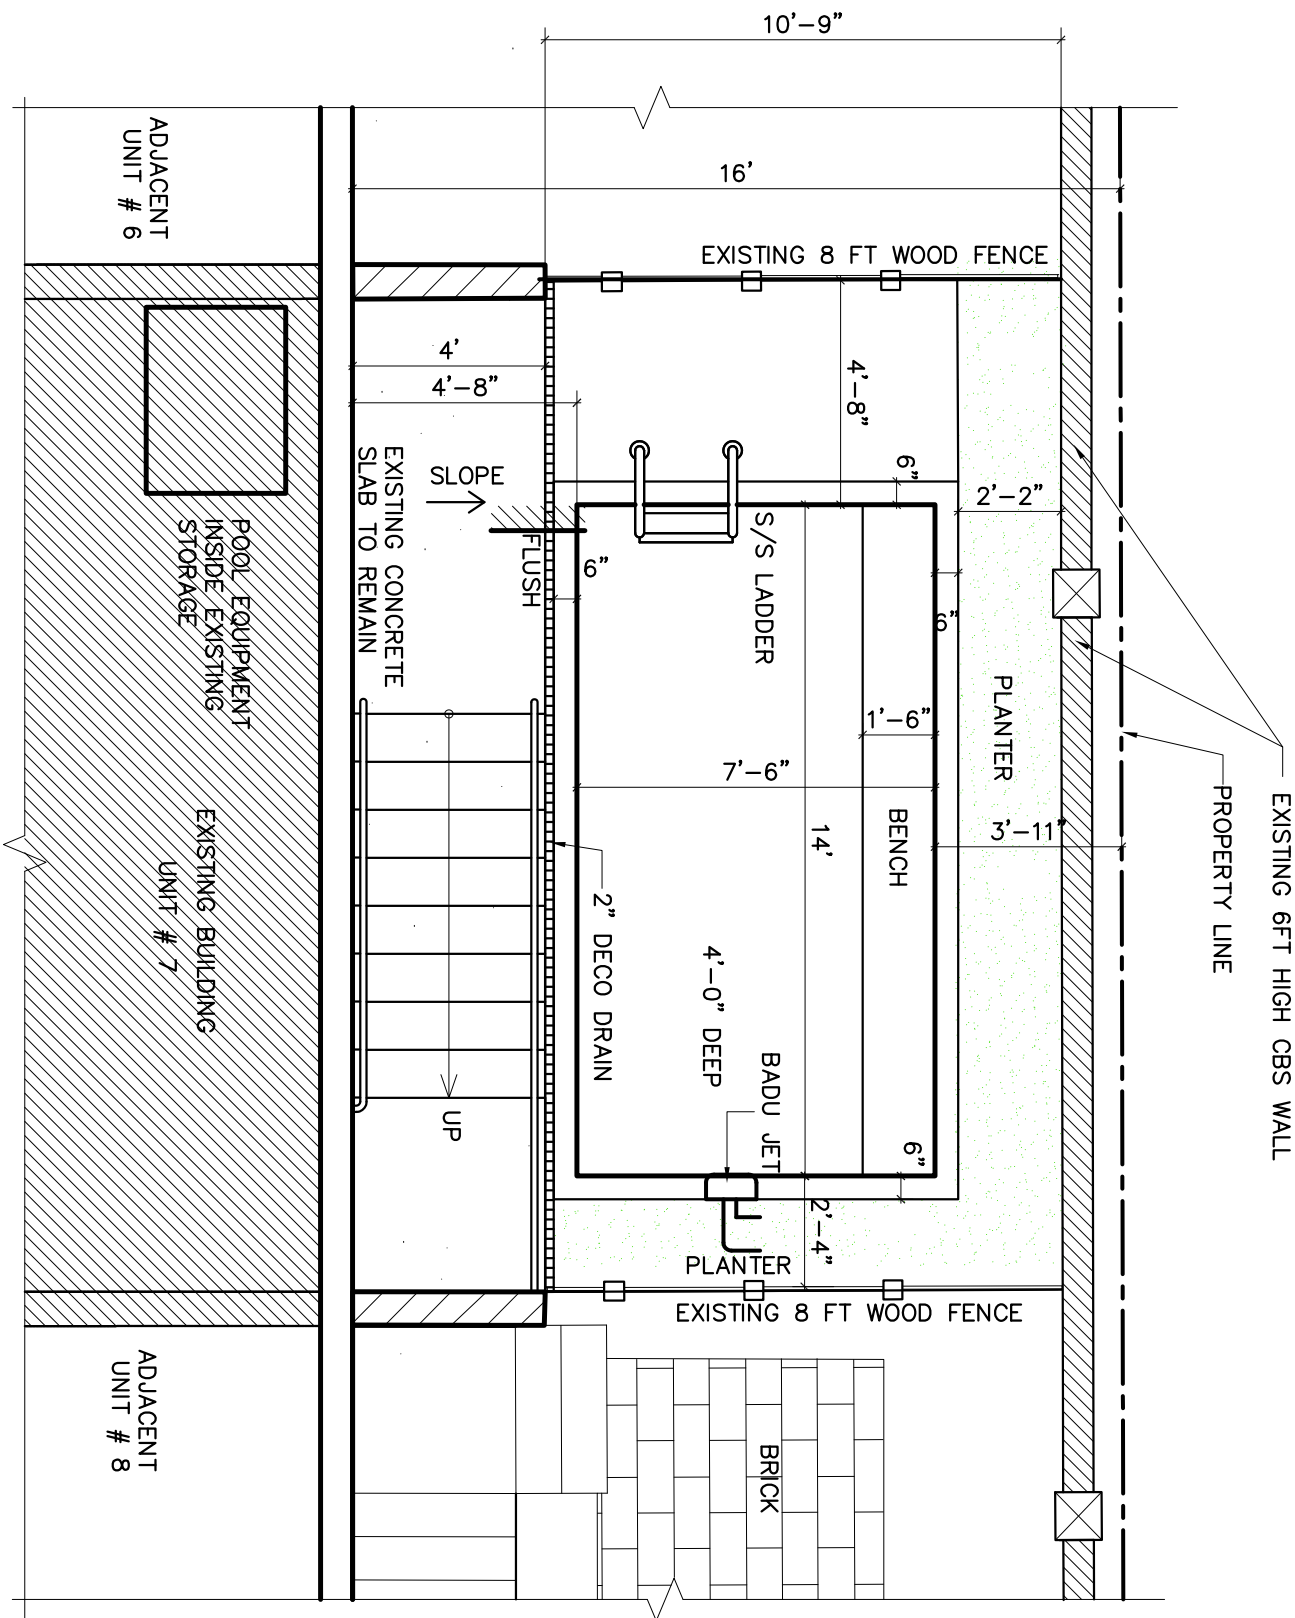 10'-9"
16'
ADJACENT
UNIT # 6
EXISTING 8 FT WOOD FENCE
4'
4'-8"
4'-8"
6"
2'-2"
SLOPE
EXISTING CONCRETE
SLAB TO REMAIN
FLUSH
6"
S/S LADDER
6"
POOL EQUIPMENT
INSIDE EXISTING
STORAGE
PLANTER
1'-6"
7'-6"
14'
BENCH
3'-11"
PROPERTY LINE
EXISTING 6FT HIGH CBS WALL
EXISTING BUILDING
UNIT # 7
2" DECO DRAIN
4'-0" DEEP
BADU JET
UP
6"
2'-4"
PLANTER
EXISTING 8 FT WOOD FENCE
ADJACENT
UNIT # 8
BRICK